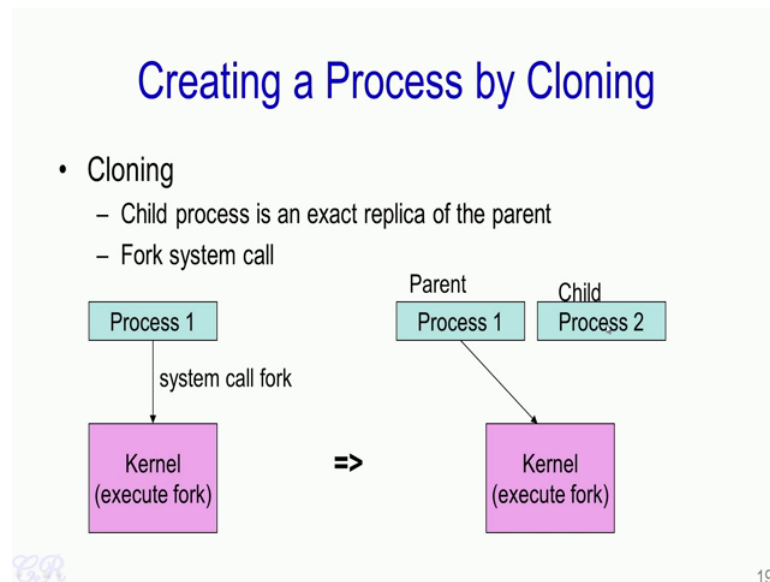 Creating a Process by Cloning
• Cloning
– Child process is an exact replica of the parent
– Fork system call
Process 1
system call fork
Kernel
(execute fork)
=>
Parent
Process 1
Child
Process 2
Kernel
(execute fork)